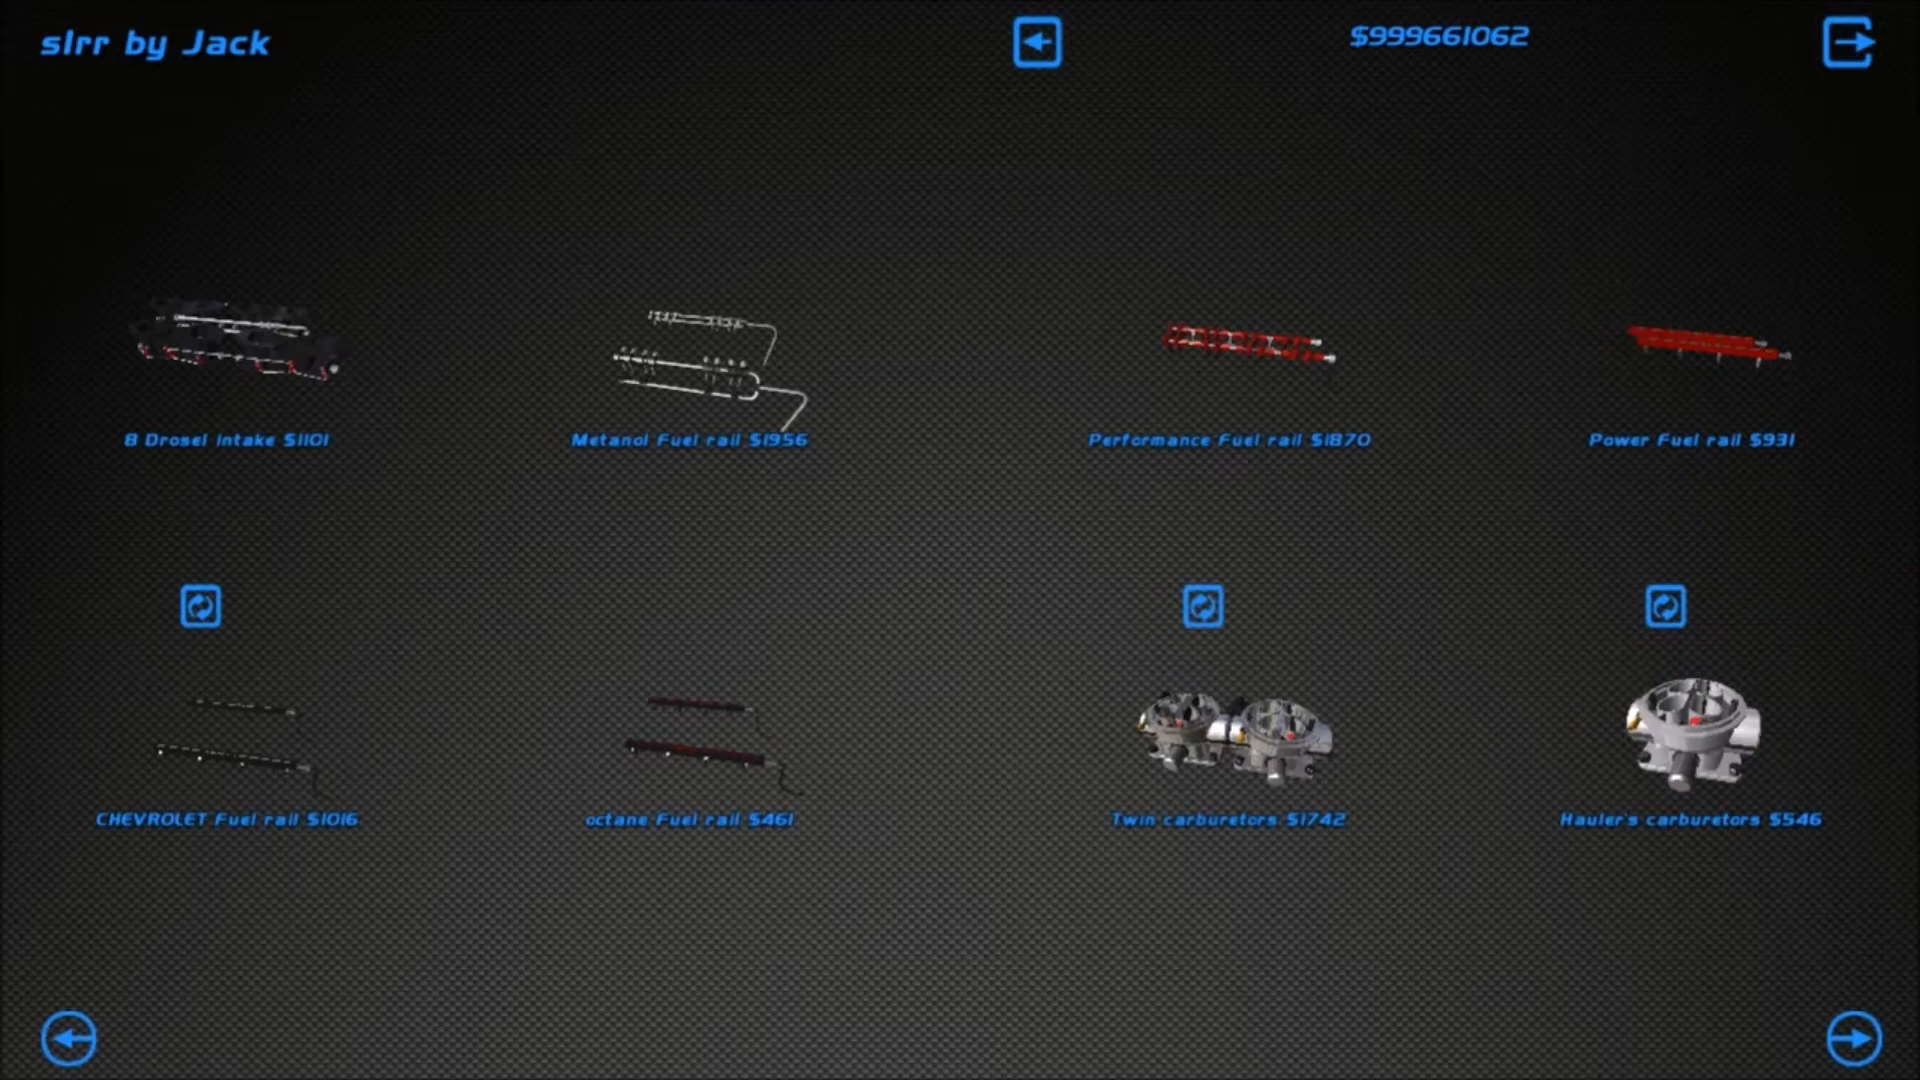 slrr by Jack
$999661062
8 Drosel intake $1101
Metanol Fuel rail $1956
Performance Fuel rail $1870
Power Fuel rail $931
CHEVROLET Fuel rail $1016
octane Fuel rail $461
Twin carburetors $1742
Hauler's carburetors $546